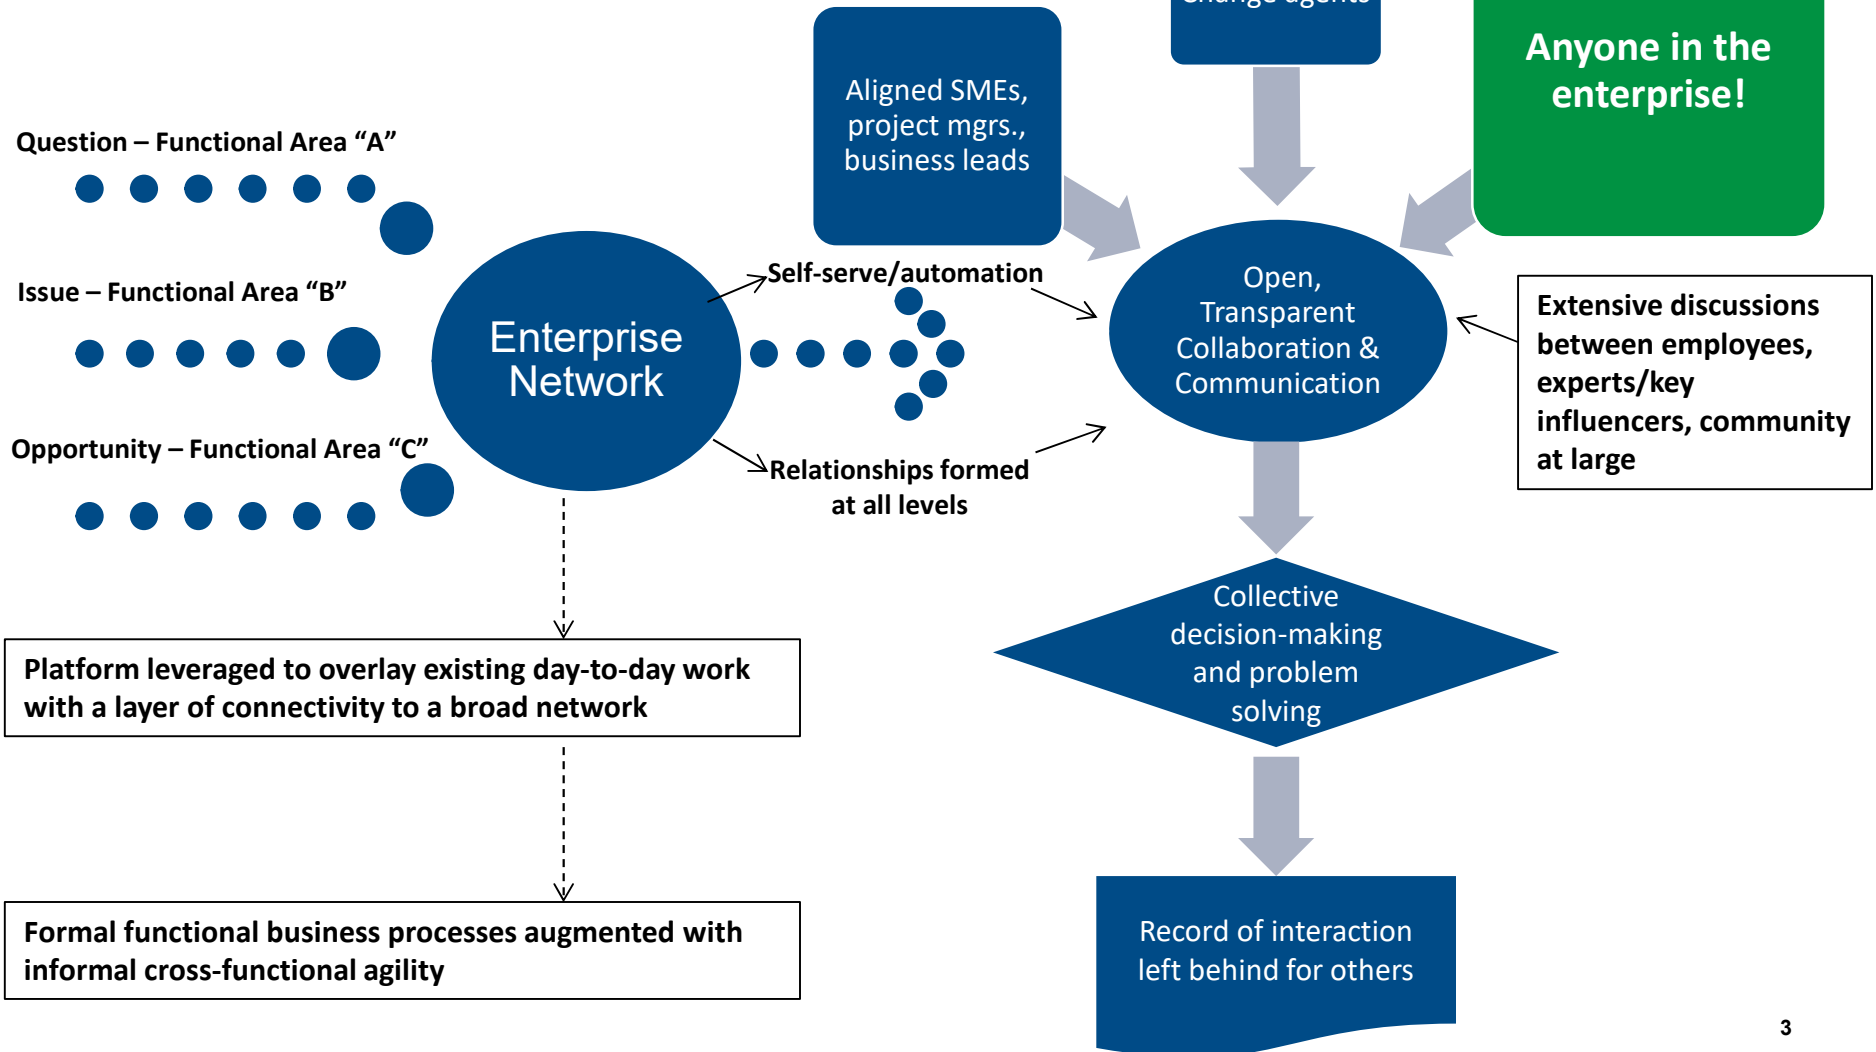 Change agents
Anyone in the
enterprise!
Aligned SMEs,
project mgrs.,
business leads
Question – Functional Area “A”
Issue – Functional Area “B”
Opportunity – Functional Area “C”
Enterprise
Network
Self-serve/automation
Relationships formed
at all levels
Open,
Transparent
Collaboration &
Communication
Extensive discussions
between employees,
experts/key
influencers, community
at large
Collective
decision-making
and problem
solving
Platform leveraged to overlay existing day-to-day work
with a layer of connectivity to a broad network
Formal functional business processes augmented with
informal cross-functional agility
Record of interaction
left behind for others
3